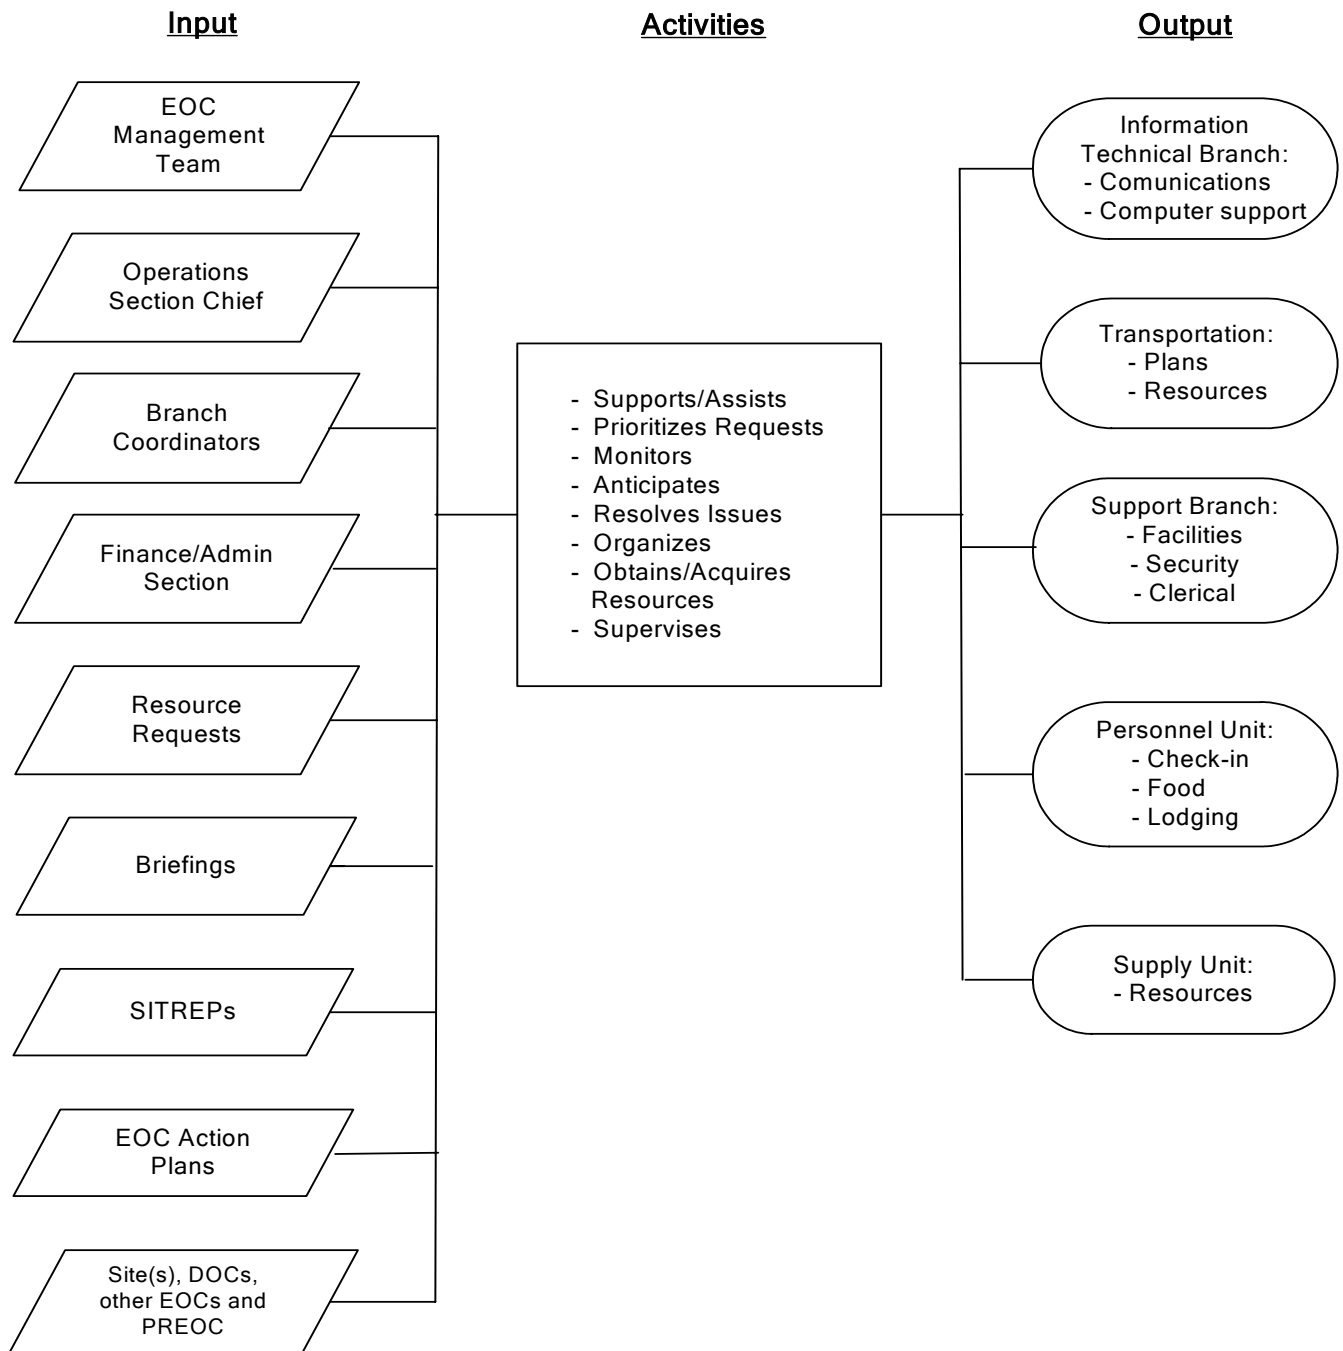 Input
Activities
Output
EOC
Management
Team
Operations
Section Chief
Branch
Coordinators
Finance/Admin
Section
Resource
Requests
Briefings
SITREPs
EOC Action
Plans
Site(s), DOCs,
other EOCs and
PREOC
- Supports/Assists
- Prioritizes Requests
- Monitors
- Anticipates
- Resolves Issues
- Organizes
- Obtains/Acquires
Resources
- Supervises
Information
Technical Branch:
- Comunications
- Computer support
Transportation:
- Plans
- Resources
Support Branch:
- Facilities
- Security
- Clerical
Personnel Unit:
- Check-in
- Food
- Lodging
Supply Unit:
- Resources